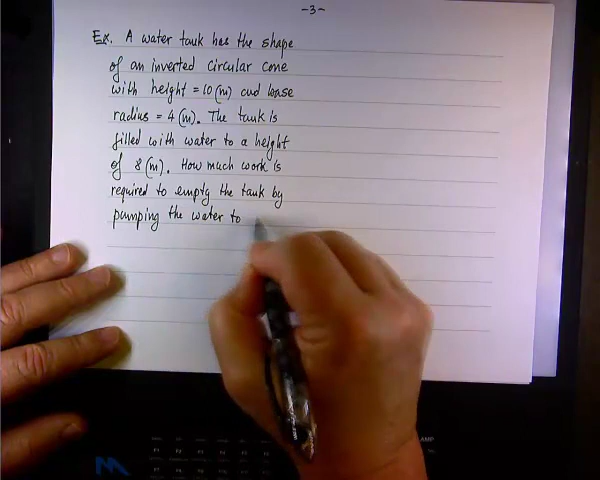 -3-
Ex. A water tank has the shape
of an inverted circular cone
with height = 10 (m) and base
radius = 4 (m). The tank is
filled with water to a height
of 8 (m). How much work is
required to empty the tank by
pumping the water to